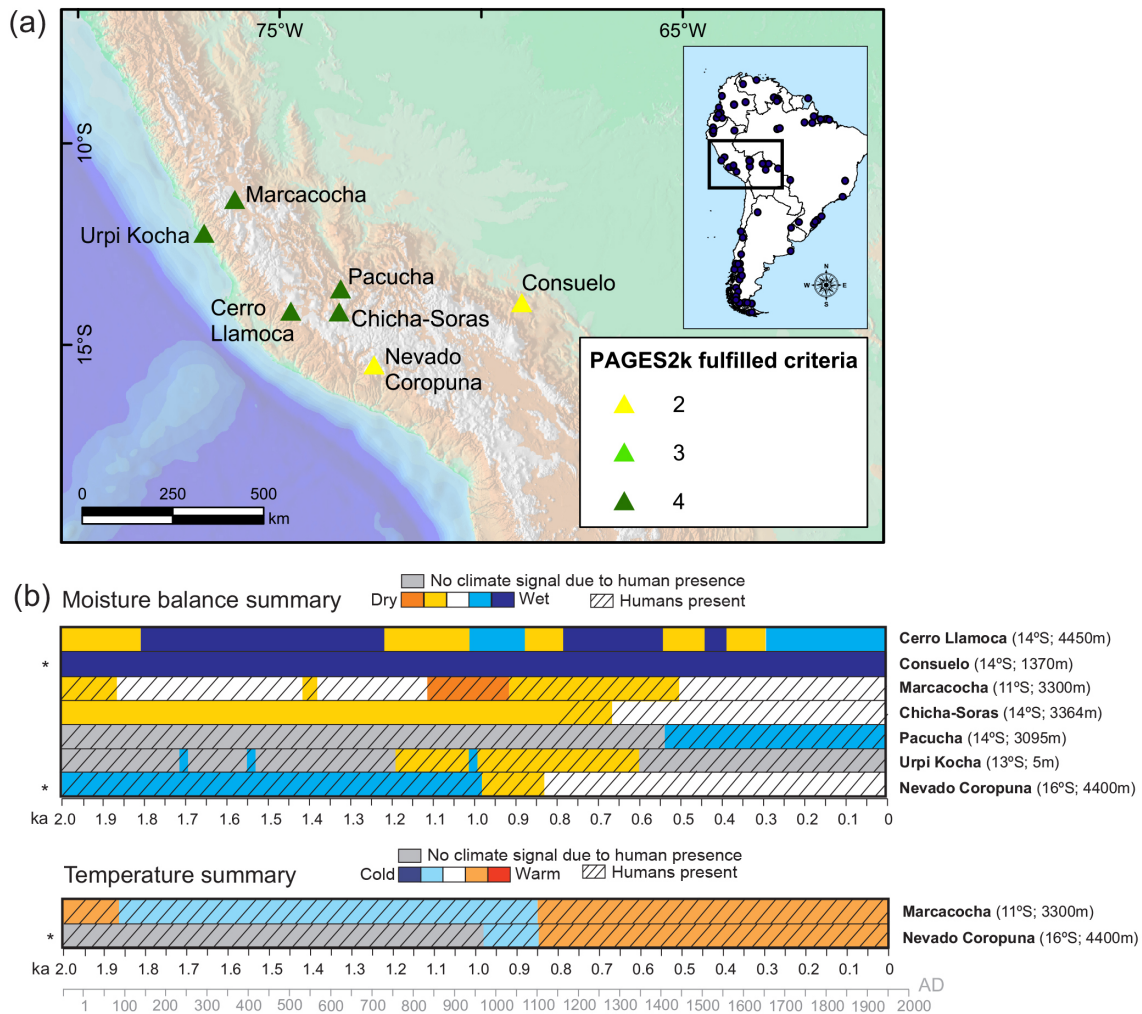 (a)
75°W
65°W
10°S
15°S
Marcacocha
Urpi Kocha
Pacucha
Consuelo
Cerro
Llamoca
Chicha-Soras
Nevado
Coropuna
N
W
E
S
PAGES2k fulfilled criteria
2
3
4
0 250 500
km
(b)
No climate signal due to human presence
Moisture balance summary
Dry Wet
Humans present
Cerro Llamoca (14ºS; 4450m)
* Consuelo (14ºS; 1370m)
Marcacocha (11ºS; 3300m)
Chicha-Soras (14ºS; 3364m)
Pacucha (14ºS; 3095m)
Urpi Kocha (13ºS; 5m)
* Nevado Coropuna (16ºS; 4400m)
ka 2.0 1.9 1.8 1.7 1.6 1.5 1.4 1.3 1.2 1.1 1.0 0.9 0.8 0.7 0.6 0.5 0.4 0.3 0.2 0.1 0
No climate signal due to human presence
Temperature summary
Cold Warm
Humans present
Marcacocha (11ºS; 3300m)
* Nevado Coropuna (16ºS; 4400m)
ka 2.0 1.9 1.8 1.7 1.6 1.5 1.4 1.3 1.2 1.1 1.0 0.9 0.8 0.7 0.6 0.5 0.4 0.3 0.2 0.1 0
AD
1 100 200 300 400 500 600 700 800 900 1000 1100 1200 1300 1400 1500 1600 1700 1800 1900 2000